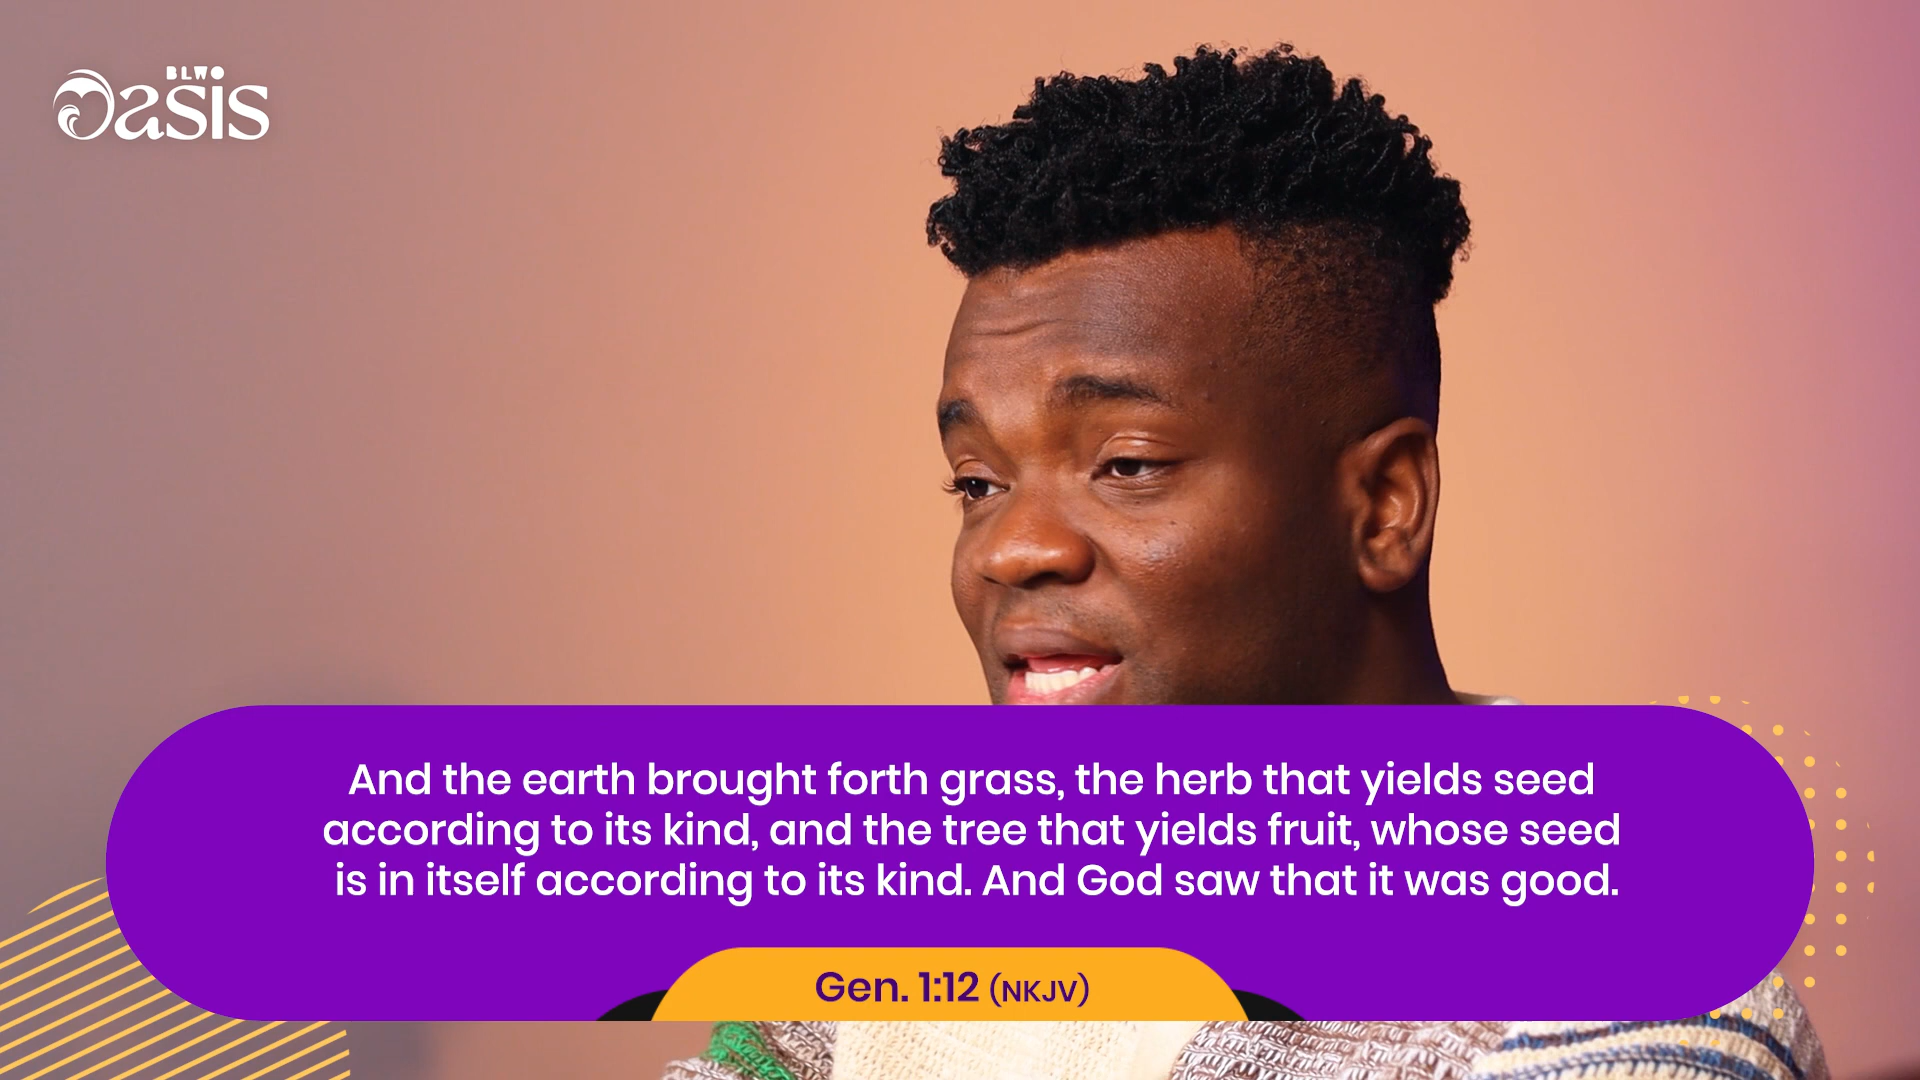 BLWO
Oasis
And the earth brought forth grass, the herb that yields seed
according to its kind, and the tree that yields fruit, whose seed
is in itself according to its kind. And God saw that it was good.
Gen. 1:12 (NKJV)